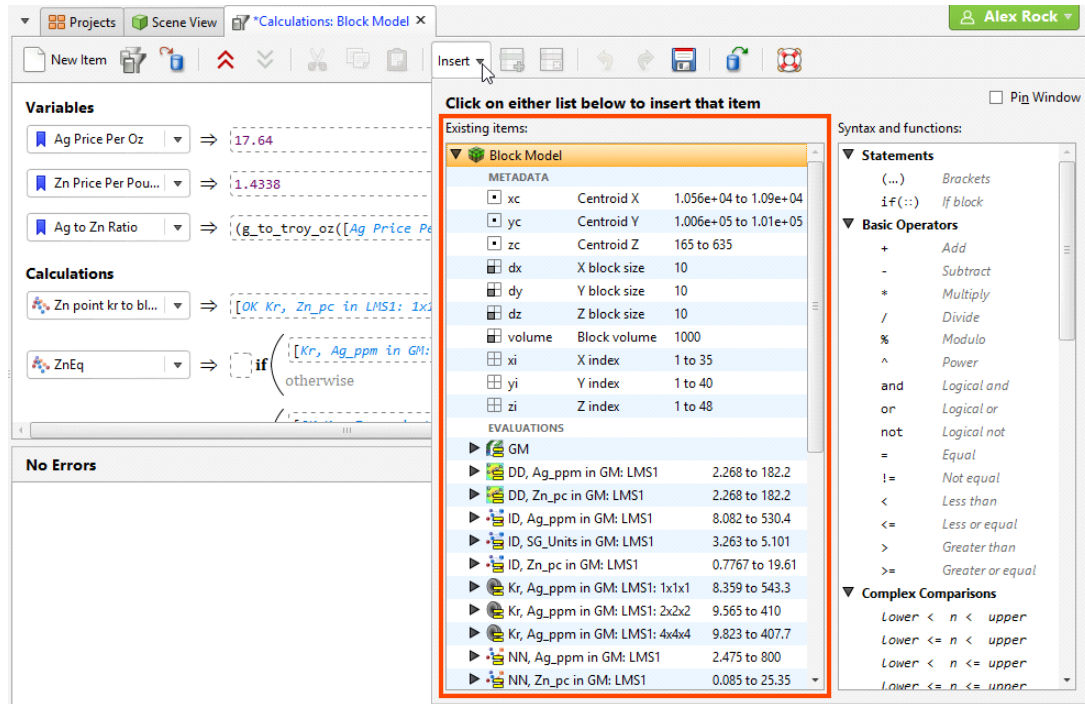 Projects Scene View *Calculations: Block Model
Alex Rock
New Item Insert
Variables
Ag Price Per Oz ⇒ 17.64
Zn Price Per Pou... ⇒ 1.4338
Ag to Zn Ratio ⇒ (g_to_troy_oz([Ag Price Pe
Calculations
Zn point kr to bl... ⇒ [OK Kr, Zn_pc in LMS1: 1x1
ZnEq ⇒ if( [Kr, Ag_ppm in GM:
otherwise
No Errors
Click on either list below to insert that item
Pin Window
Existing items:
Block Model
METADATA
xc Centroid X 1.056e+04 to 1.09e+04
yc Centroid Y 1.006e+05 to 1.01e+05
zc Centroid Z 165 to 635
dx X block size 10
dy Y block size 10
dz Z block size 10
volume Block volume 1000
xi X index 1 to 35
yi Y index 1 to 40
zi Z index 1 to 48
EVALUATIONS
GM
DD, Ag_ppm in GM: LMS1 2.268 to 182.2
DD, Zn_pc in GM: LMS1 2.268 to 182.2
ID, Ag_ppm in GM: LMS1 8.082 to 530.4
ID, SG_Units in GM: LMS1 3.263 to 5.101
ID, Zn_pc in GM: LMS1 0.7767 to 19.61
Kr, Ag_ppm in GM: LMS1: 1x1x1 8.359 to 543.3
Kr, Ag_ppm in GM: LMS1: 2x2x2 9.565 to 410
Kr, Ag_ppm in GM: LMS1: 4x4x4 9.823 to 407.7
NN, Ag_ppm in GM: LMS1 2.475 to 800
NN, Zn_pc in GM: LMS1 0.085 to 25.35
Syntax and functions:
Statements
(...) Brackets
if(::) If block
Basic Operators
+ Add
- Subtract
* Multiply
/ Divide
% Modulo
^ Power
and Logical and
or Logical or
not Logical not
= Equal
!= Not equal
< Less than
<= Less or equal
> Greater than
>= Greater or equal
Complex Comparisons
Lower < n < upper
Lower <= n < upper
Lower < n <= upper
Lower <= n <= upper